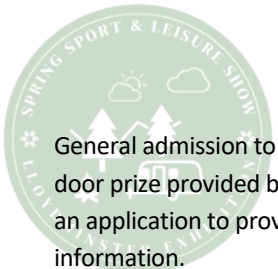 SPRING SPORT & LEISURE SHOW
General admission to
door prize provided b
an application to prov
information.